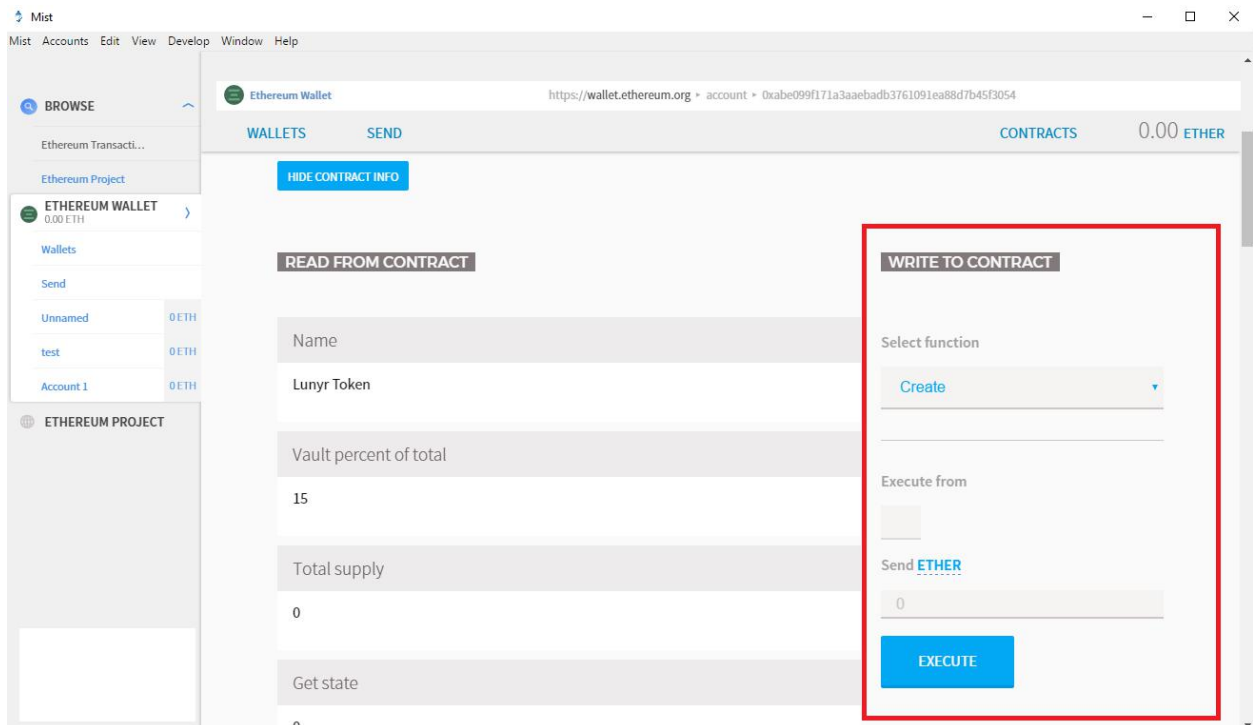 Mist
Mist Accounts Edit View Develop Window Help
BROWSE
Ethereum Transacti...
Ethereum Project
ETHEREUM WALLET
0.00 ETH
Wallets
Send
Unnamed 0 ETH
test 0 ETH
Account 1 0 ETH
ETHEREUM PROJECT
Ethereum Wallet https://wallet.ethereum.org ▸ account ▸ 0xabe099f171a3aaebadb3761091ea88d7b45f3054
WALLETS SEND CONTRACTS 0.00 ETHER
HIDE CONTRACT INFO
READ FROM CONTRACT
Name
Lunyr Token
Vault percent of total
15
Total supply
0
Get state
WRITE TO CONTRACT
Select function
Create
Execute from
Send ETHER
0
EXECUTE